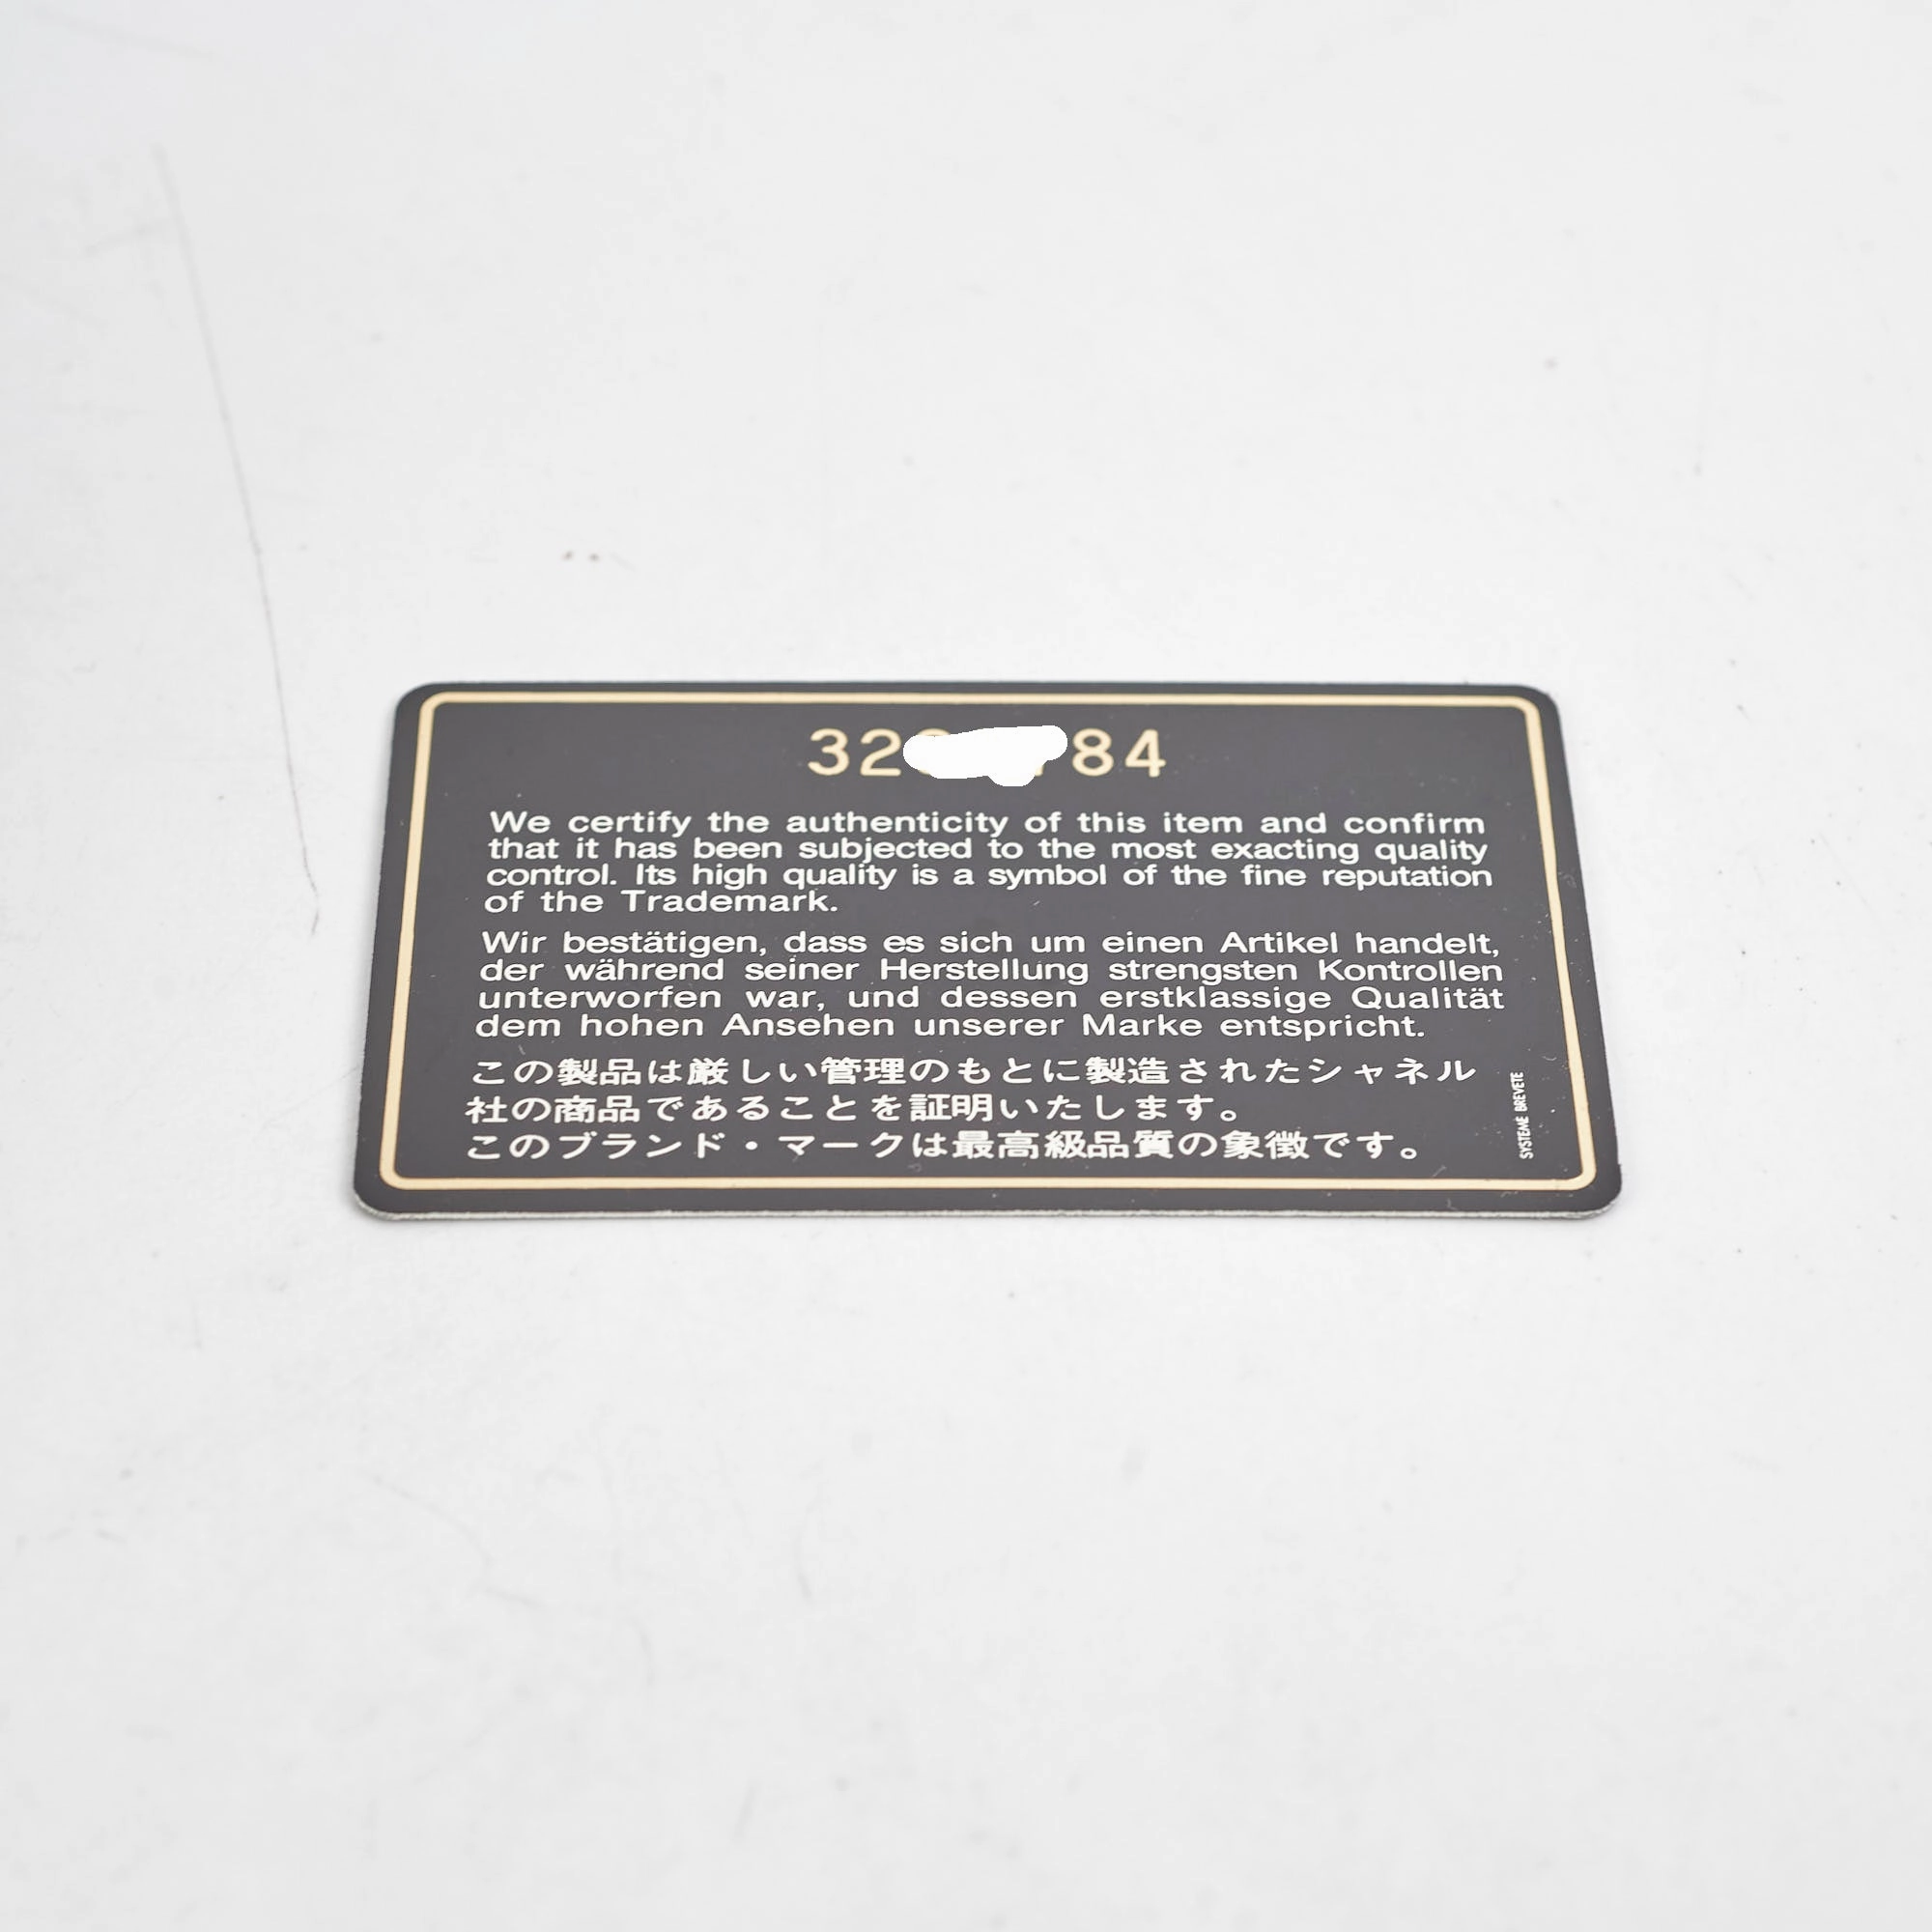 32 84
We certify the authenticity of this item and confirm
that it has been subjected to the most exacting quality
control. Its high quality is a symbol of the fine reputation
of the Trademark.
Wir bestätigen, dass es sich um einen Artikel handelt,
der während seiner Herstellung strengsten Kontrollen
unterworfen war, und dessen erstklassige Qualität
dem hohen Ansehen unserer Marke entspricht.
この製品は厳しい管理のもとに製造されたシャネル
社の商品であることを証明いたします。
このブランド・マークは最高級品質の象徴です。
SYSTEME BREVETE